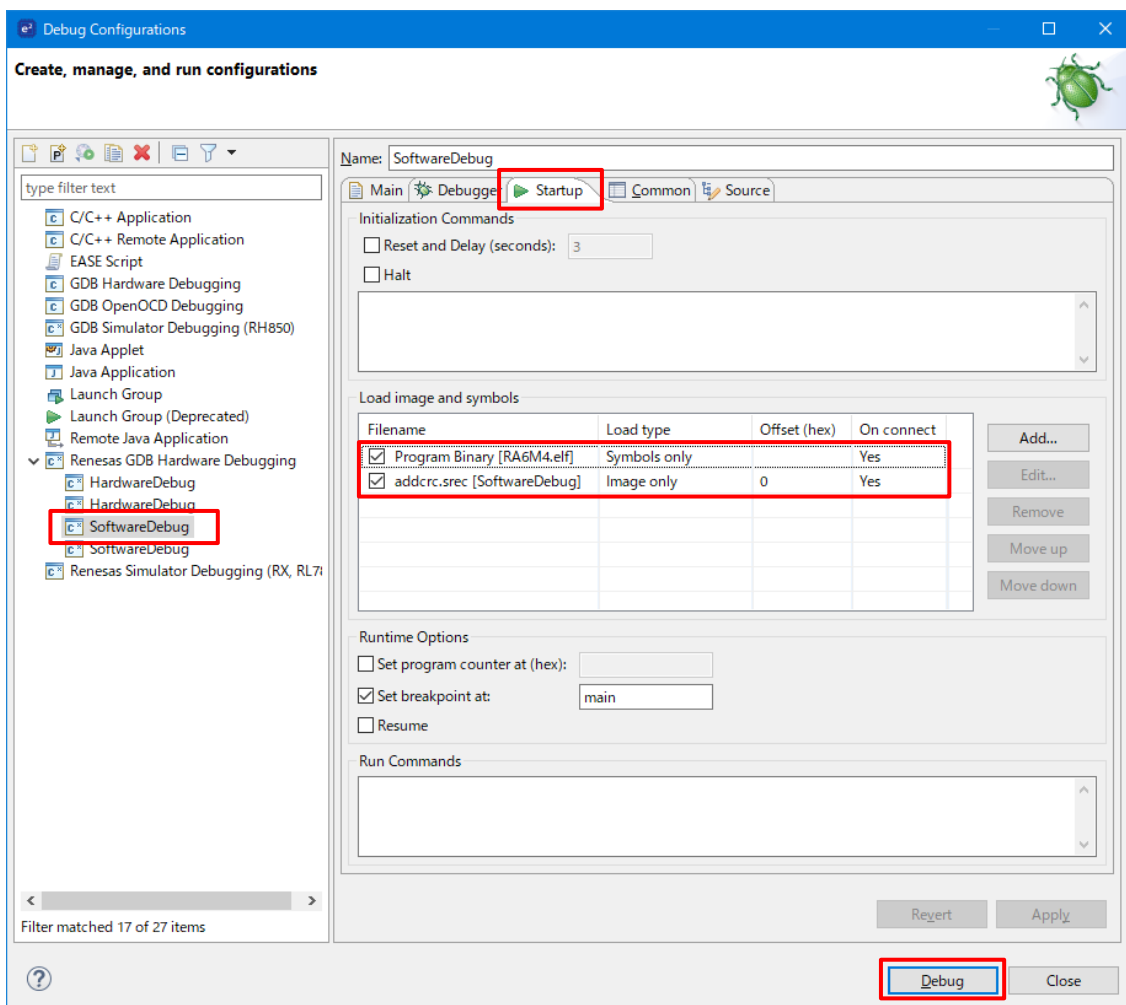 Debug Configurations
Create, manage, and run configurations
type filter text
C/C++ Application
C/C++ Remote Application
EASE Script
GDB Hardware Debugging
GDB OpenOCD Debugging
GDB Simulator Debugging (RH850)
Java Applet
Java Application
Launch Group
Launch Group (Deprecated)
Remote Java Application
Renesas GDB Hardware Debugging
HardwareDebug
HardwareDebug
SoftwareDebug
SoftwareDebug
Renesas Simulator Debugging (RX, RL78
Filter matched 17 of 27 items
Name: SoftwareDebug
Main Debugger Startup Common Source
Initialization Commands
Reset and Delay (seconds): 3
Halt
Load image and symbols
Filename Load type Offset (hex) On connect
Program Binary [RA6M4.elf] Symbols only Yes
addcrc.srec [SoftwareDebug] Image only 0 Yes
Add...
Edit...
Remove
Move up
Move down
Runtime Options
Set program counter at (hex):
Set breakpoint at: main
Resume
Run Commands
Revert Apply
? Debug Close